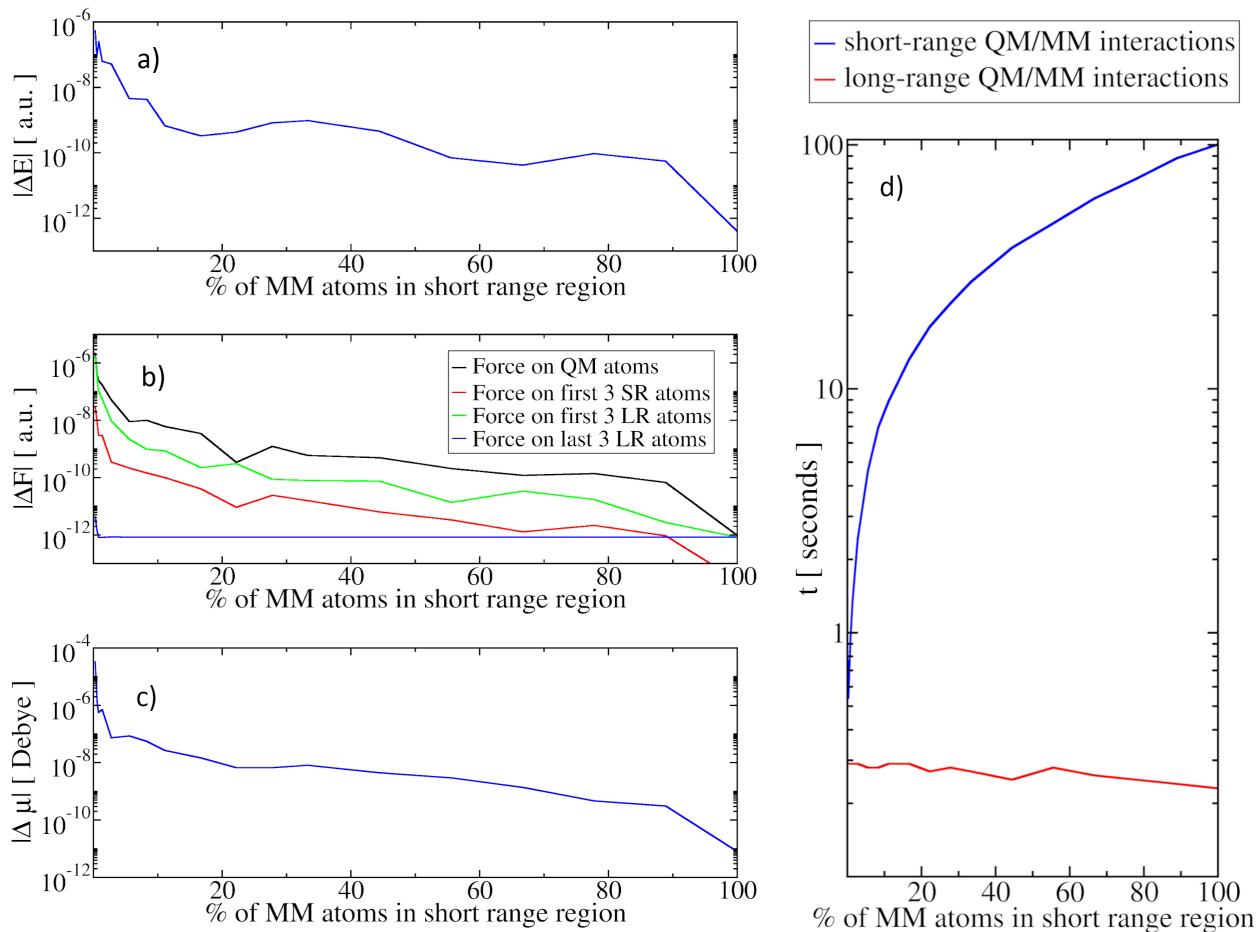 a)
|ΔE| [ a.u. ]
10^-6
10^-8
10^-10
10^-12
20 40 60 80 100
% of MM atoms in short range region
b)
|ΔF| [ a.u. ]
10^-6
10^-8
10^-10
10^-12
Force on QM atoms
Force on first 3 SR atoms
Force on first 3 LR atoms
Force on last 3 LR atoms
20 40 60 80 100
% of MM atoms in short range region
c)
|Δ μ| [ Debye ]
10^-4
10^-6
10^-8
10^-10
10^-12
20 40 60 80 100
% of MM atoms in short range region
short-range QM/MM interactions
long-range QM/MM interactions
d)
t [ seconds ]
100
10
1
20 40 60 80 100
% of MM atoms in short range region